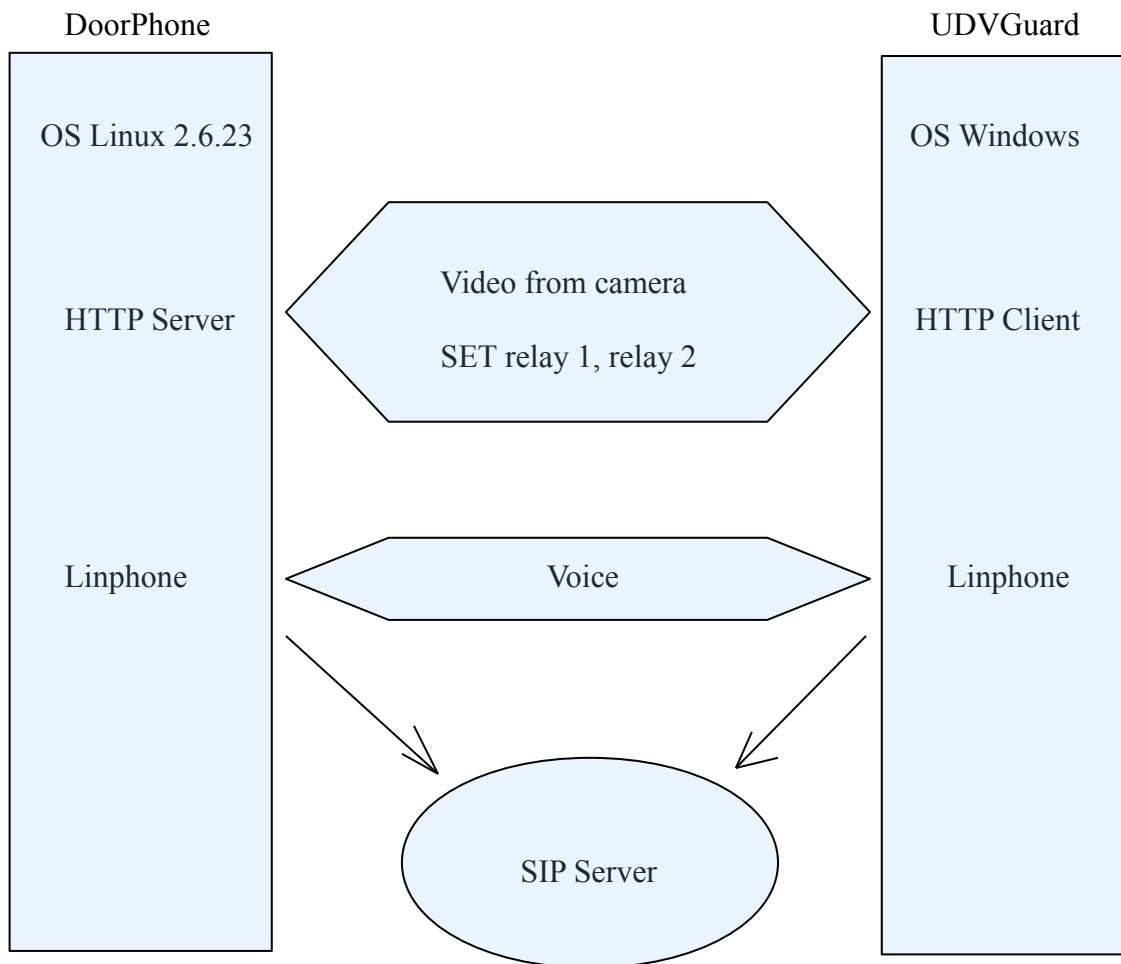 DoorPhone
UDVGuard
OS Linux 2.6.23
OS Windows
Video from camera
HTTP Server
HTTP Client
SET relay 1, relay 2
Linphone
Voice
Linphone
SIP Server